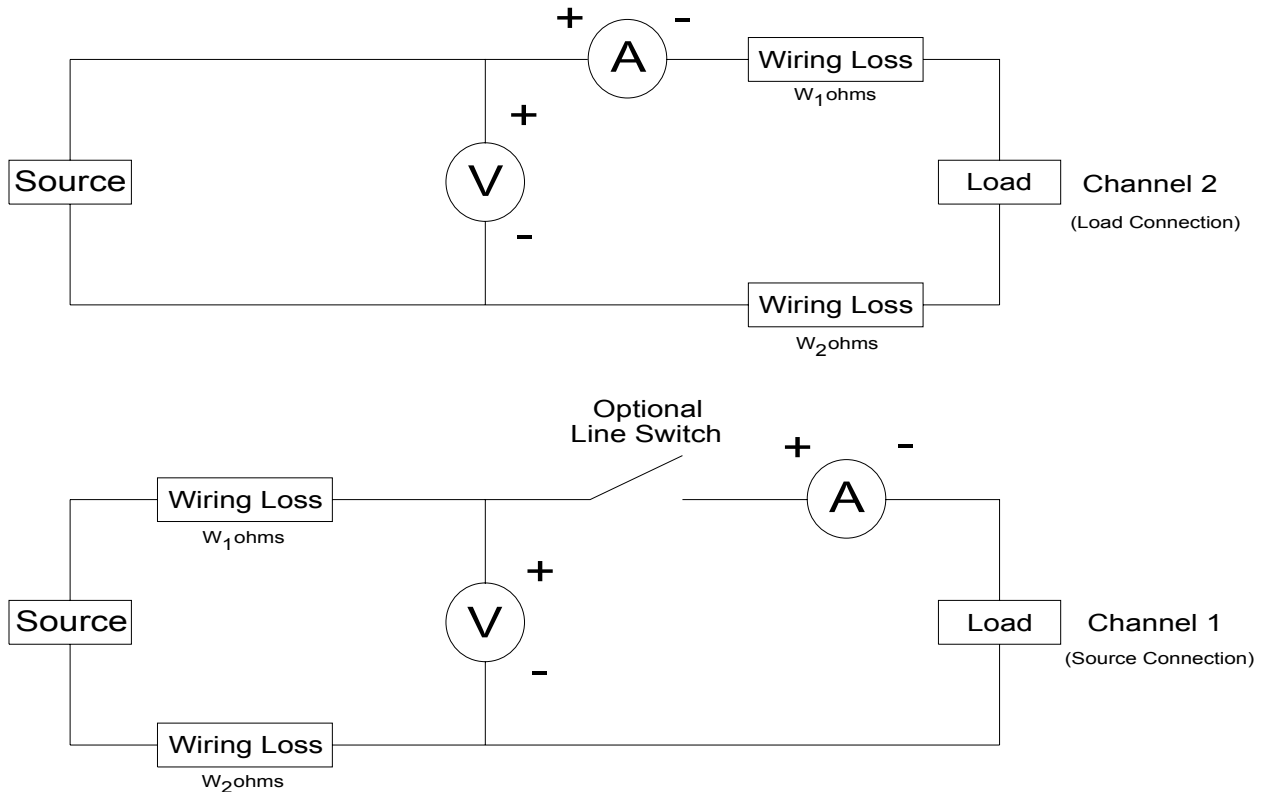 + -
A
Wiring Loss
W1ohms
+
V
-
Source
Load
Channel 2
(Load Connection)
Wiring Loss
W2ohms
Optional
Line Switch
+ -
Wiring Loss
A
W1ohms
+
V
-
Source
Load
Channel 1
(Source Connection)
Wiring Loss
W2ohms